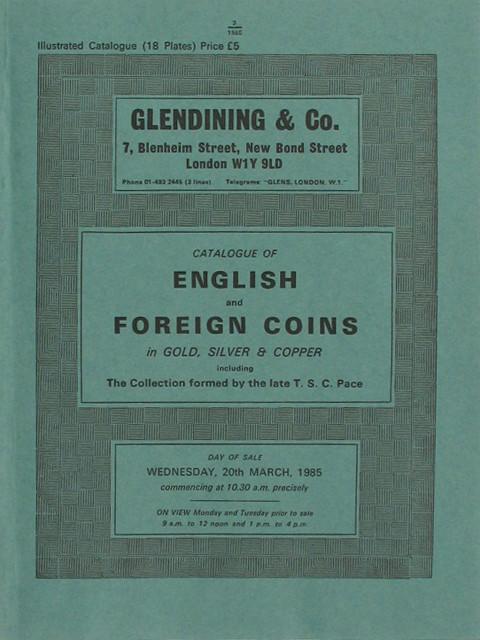 3
1985
Illustrated Catalogue (18 Plates) Price £5
GLENDINING & Co.
7, Blenheim Street, New Bond Street
London W1Y 9LD
Phone 01-493 2445 (3 lines) Telegrams: "GLENS, LONDON, W.1."
CATALOGUE OF
ENGLISH
and
FOREIGN COINS
in GOLD, SILVER & COPPER
including
The Collection formed by the late T. S. C. Pace
DAY OF SALE
WEDNESDAY, 20th MARCH, 1985
commencing at 10.30 a.m. precisely
ON VIEW Monday and Tuesday prior to sale
9 a.m. to 12 noon and 1 p.m. to 4 p.m.